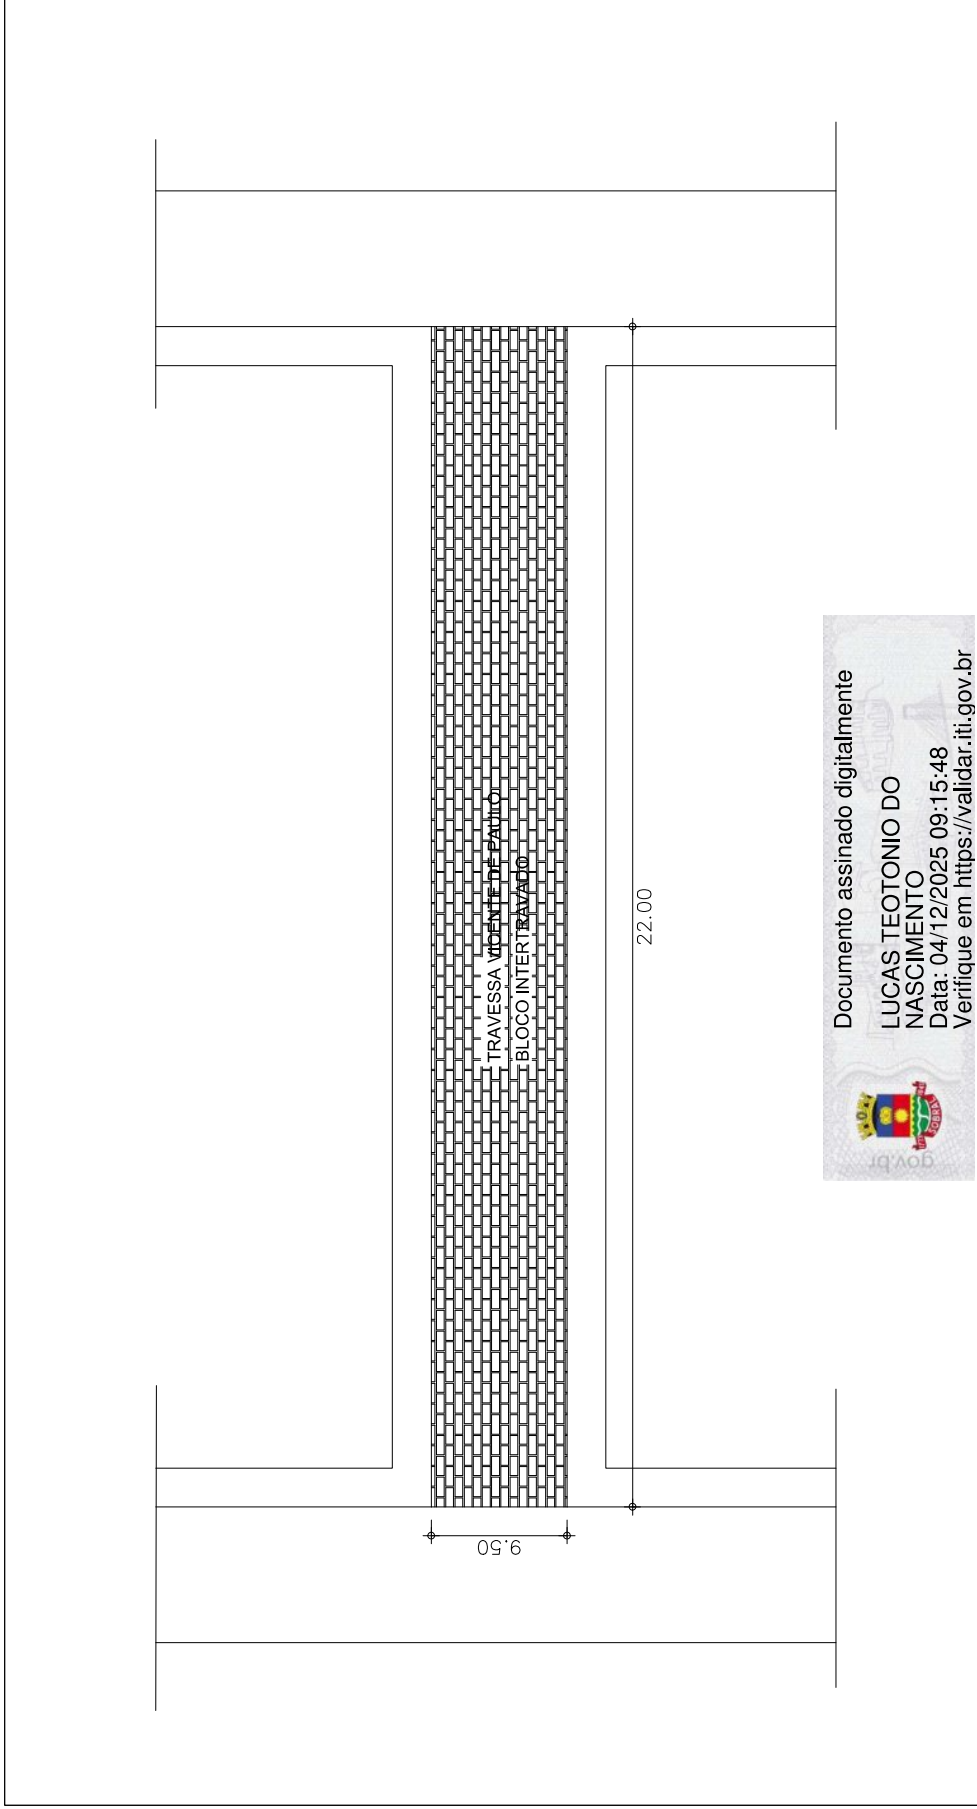 TRAVESSA VICENTE DE PAULO
BLOCO INTERTRAVADO
22.00
9.50
Documento assinado digitalmente
LUCAS TEOTONIO DO
NASCIMENTO
Data: 04/12/2025 09:15:48
Verifique em https://validar.iti.gov.br
gov.br
SOBRAL